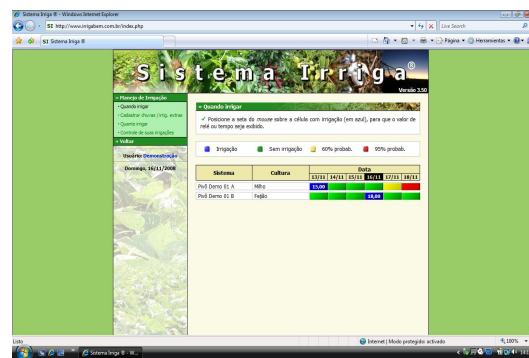 Sistema Irriga ® - Windows Internet Explorer
http://www.irrigabem.com.br/index.php
Live Search
Sistema Irriga ®
Página
Herramientas
Sistema Irriga®
Versão 3.50
Manejo de Irrigação
Quando irrigar
Cadastrar chuvas / irrig. extras
Quanto irrigar
Controle de suas irrigações
Voltar
Usuário: Demonstração
Domingo, 16/11/2008
Quando irrigar
Posicione a seta do mouse sobre a célula com irrigação (em azul), para que o valor de
relé ou tempo seja exibido.
Irrigação Sem irrigação 60% probab. 95% probab.
Sistema Cultura Data
13/11 14/11 15/11 16/11 17/11 18/11
Pivô Demo 01 A Milho 15,00
Pivô Demo 01 B Feijão 18,00
Listo
Internet | Modo protegido: activado
100%
Sistema Irriga ® - W...